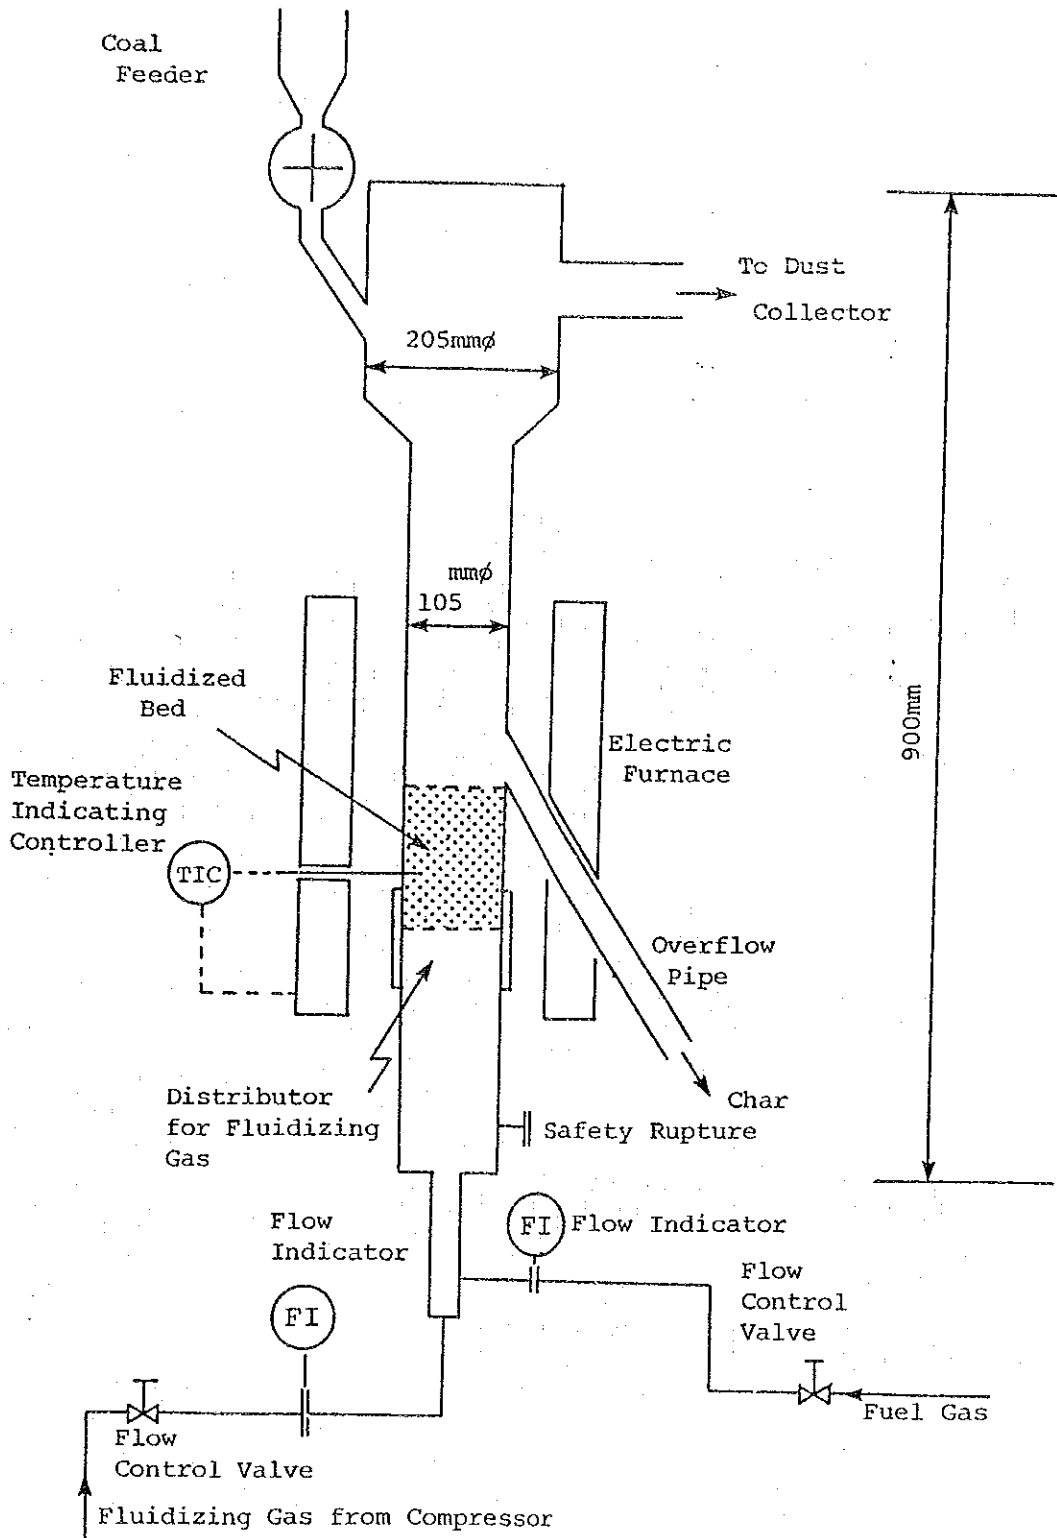 Coal
Feeder
To Dust
Collector
205mmø
mmø
105
900mm
Fluidized
Bed
Electric
Furnace
Temperature
Indicating
Controller
TIC
Overflow
Pipe
Distributor
for Fluidizing
Gas
Char
Safety Rupture
Flow
Indicator
FI
Flow Indicator
Flow
Control
Valve
FI
Fuel Gas
Flow
Control Valve
Fluidizing Gas from Compressor